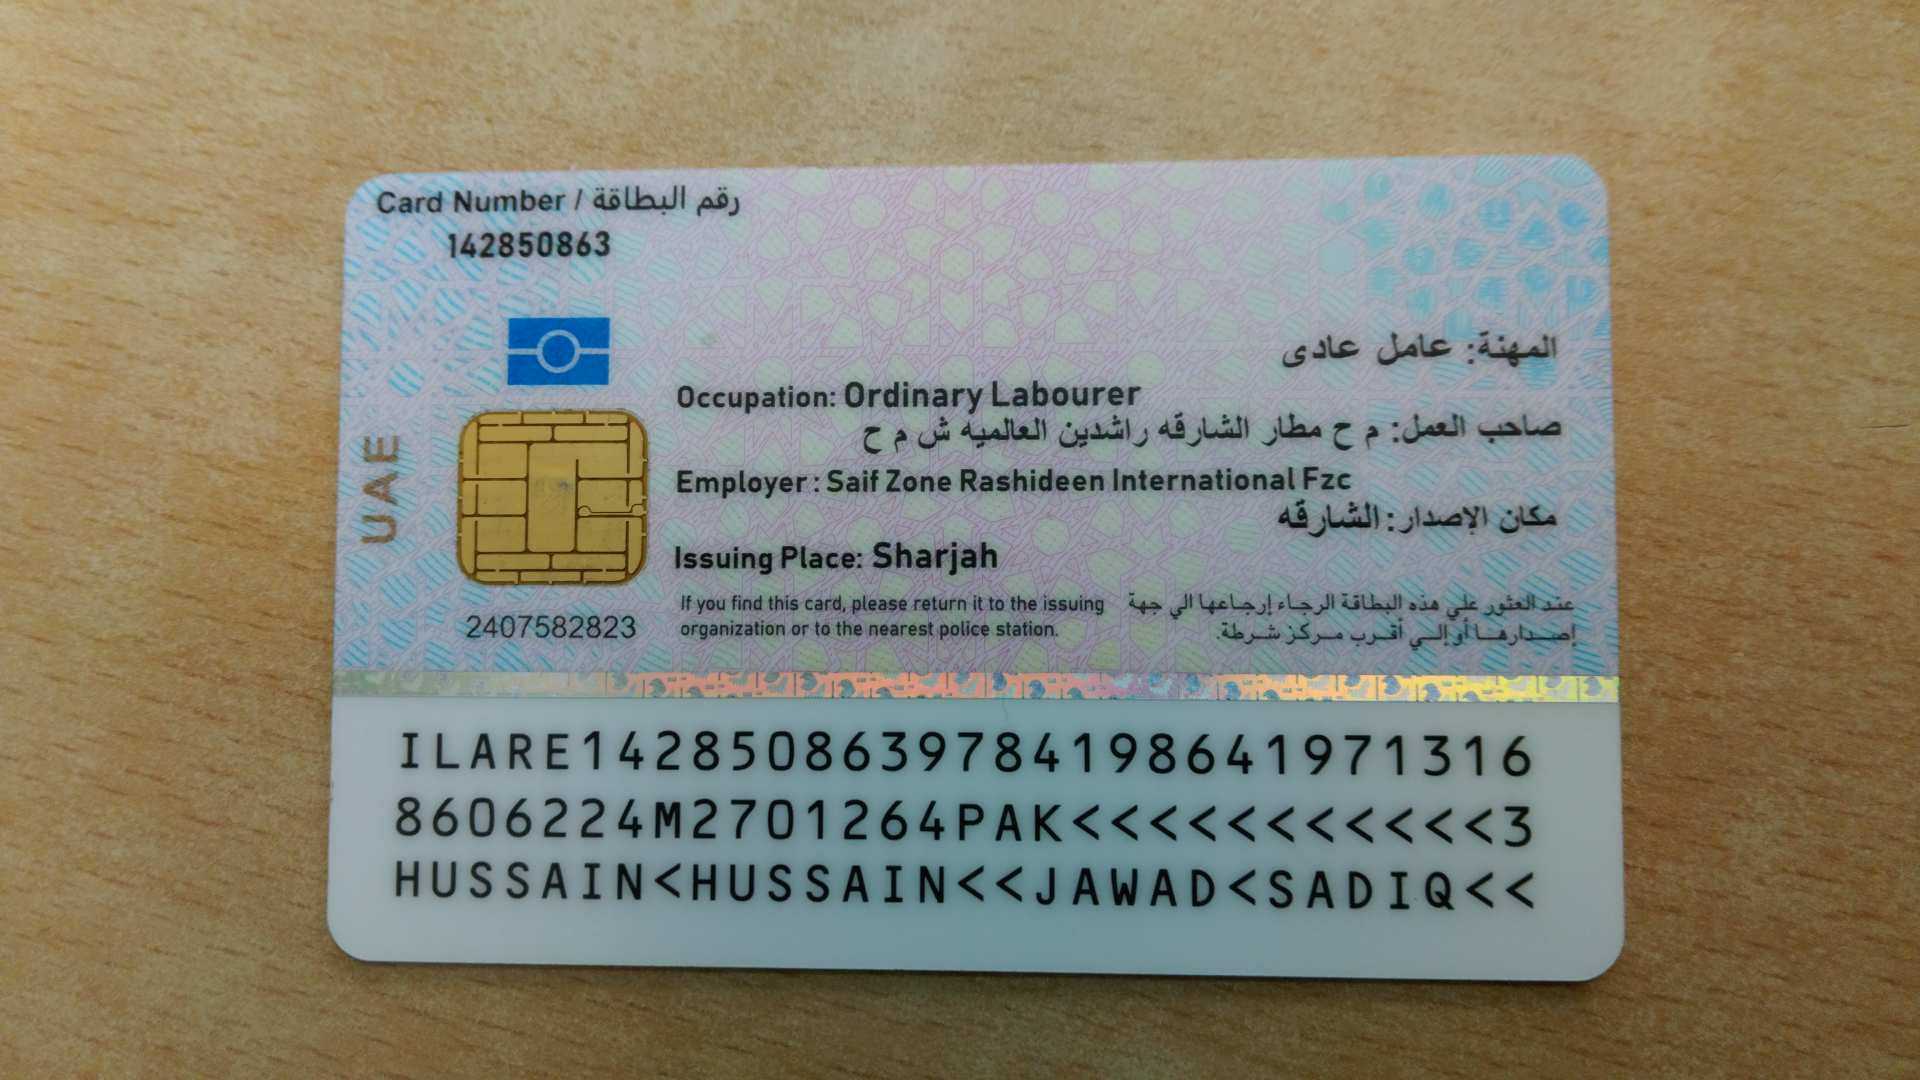 Card Number / رقم البطاقة
142850863
المهنة: عامل عادى
Occupation: Ordinary Labourer
صاحب العمل: م ح مطار الشارقه راشدين العالميه ش م ح
Employer : Saif Zone Rashideen International Fzc
مكان الإصدار: الشارقه
Issuing Place: Sharjah
UAE
2407582823
If you find this card, please return it to the issuing
organization or to the nearest police station.
عند العثور علي هذه البطاقة الرجاء إرجاعها الي جهة
إصدارها أو إلي أقرب مركز شرطة.
ILARE1428508639784198641971316
8606224M2701264PAK<<<<<<<<<<<3
HUSSAIN<HUSSAIN<<JAWAD<SADIQ<<